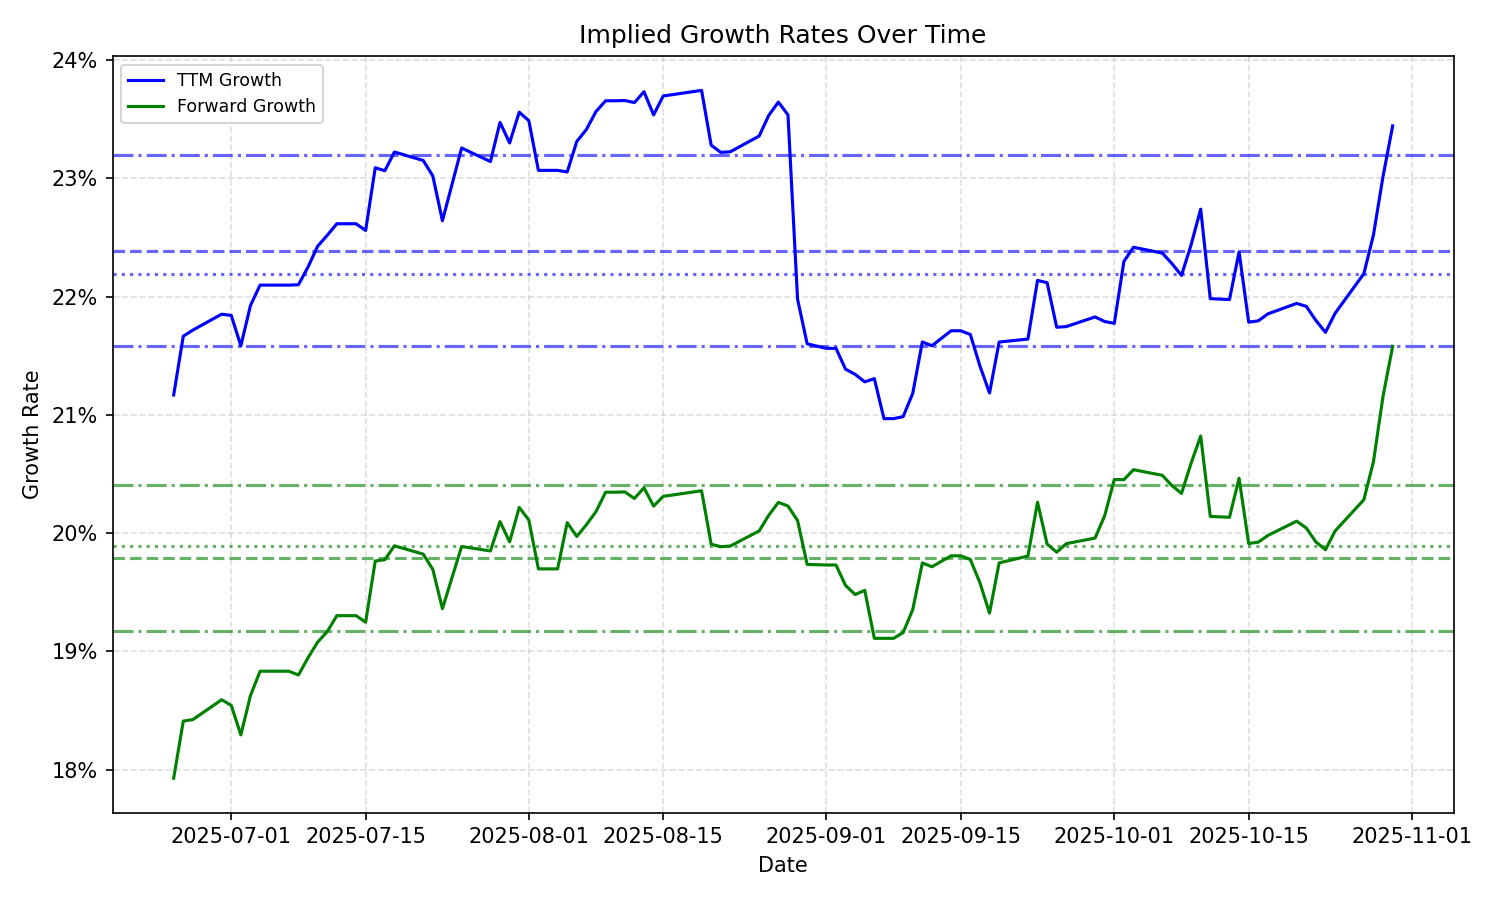 Implied Growth Rates Over Time
24%
23%
22%
21%
20%
19%
18%
Growth Rate
TTM Growth
Forward Growth
2025-07-01 2025-07-15 2025-08-01 2025-08-15 2025-09-01 2025-09-15 2025-10-01 2025-10-15 2025-11-01
Date